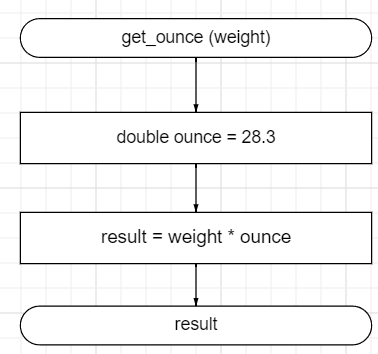 get_ounce (weight)
double ounce = 28.3
result = weight * ounce
result